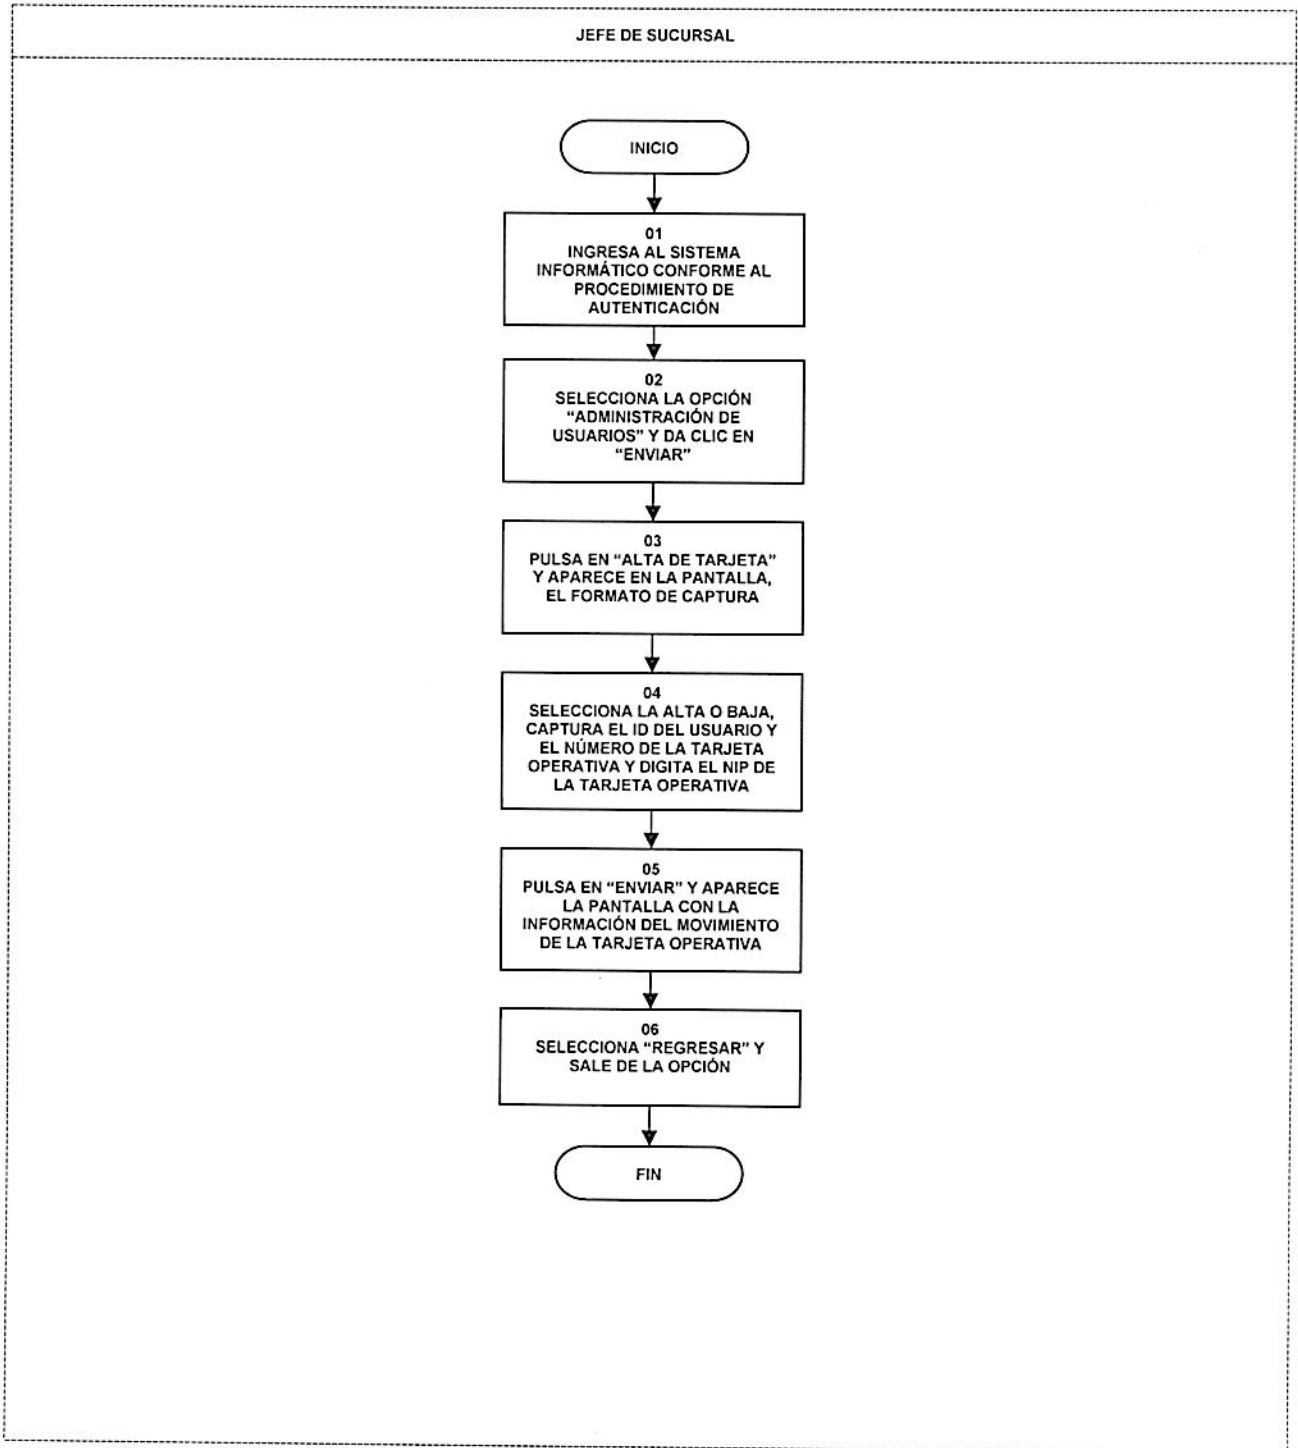 JEFE DE SUCURSAL
INICIO
01
INGRESA AL SISTEMA
INFORMÁTICO CONFORME AL
PROCEDIMIENTO DE
AUTENTICACIÓN
02
SELECCIONA LA OPCIÓN
“ADMINISTRACIÓN DE
USUARIOS” Y DA CLIC EN
“ENVIAR”
03
PULSA EN “ALTA DE TARJETA”
Y APARECE EN LA PANTALLA,
EL FORMATO DE CAPTURA
04
SELECCIONA LA ALTA O BAJA,
CAPTURA EL ID DEL USUARIO Y
EL NÚMERO DE LA TARJETA
OPERATIVA Y DIGITA EL NIP DE
LA TARJETA OPERATIVA
05
PULSA EN “ENVIAR” Y APARECE
LA PANTALLA CON LA
INFORMACIÓN DEL MOVIMIENTO
DE LA TARJETA OPERATIVA
06
SELECCIONA “REGRESAR” Y
SALE DE LA OPCIÓN
FIN